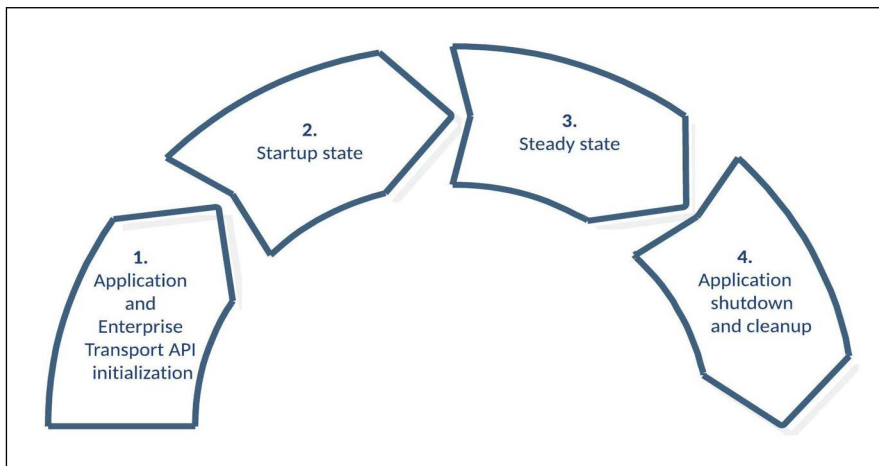 1.
Application
and
Enterprise
Transport API
initialization
2.
Startup state
3.
Steady state
4.
Application
shutdown
and cleanup